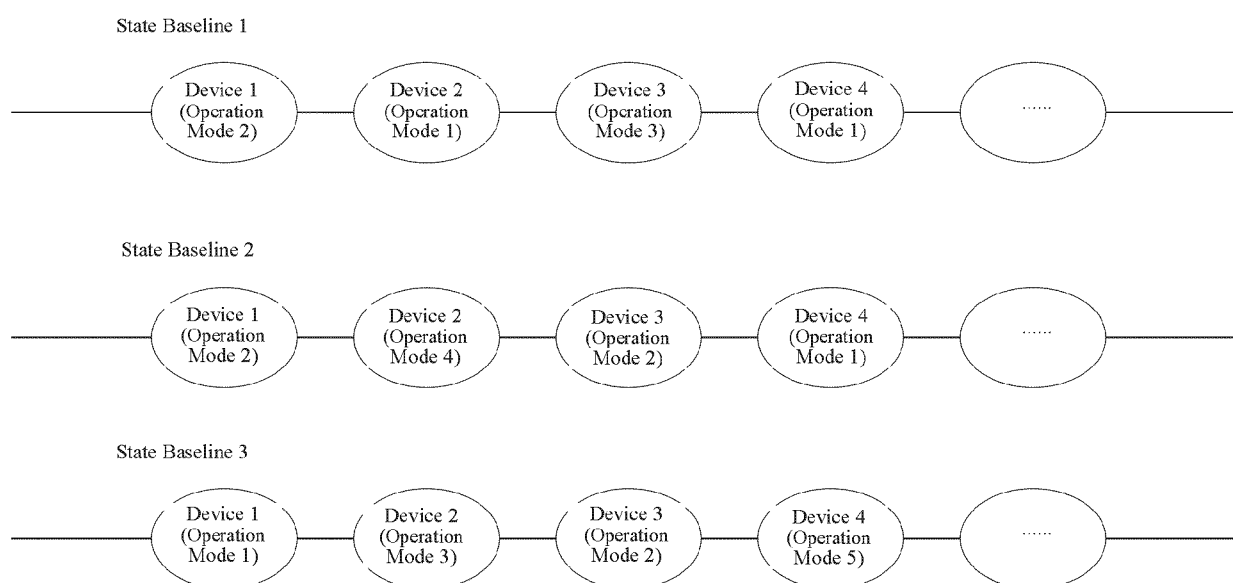 State Baseline 1
Device 1
(Operation
Mode 2)
Device 2
(Operation
Mode 1)
Device 3
(Operation
Mode 3)
Device 4
(Operation
Mode 1)
......
State Baseline 2
Device 1
(Operation
Mode 2)
Device 2
(Operation
Mode 4)
Device 3
(Operation
Mode 2)
Device 4
(Operation
Mode 1)
......
State Baseline 3
Device 1
(Operation
Mode 1)
Device 2
(Operation
Mode 3)
Device 3
(Operation
Mode 2)
Device 4
(Operation
Mode 5)
......